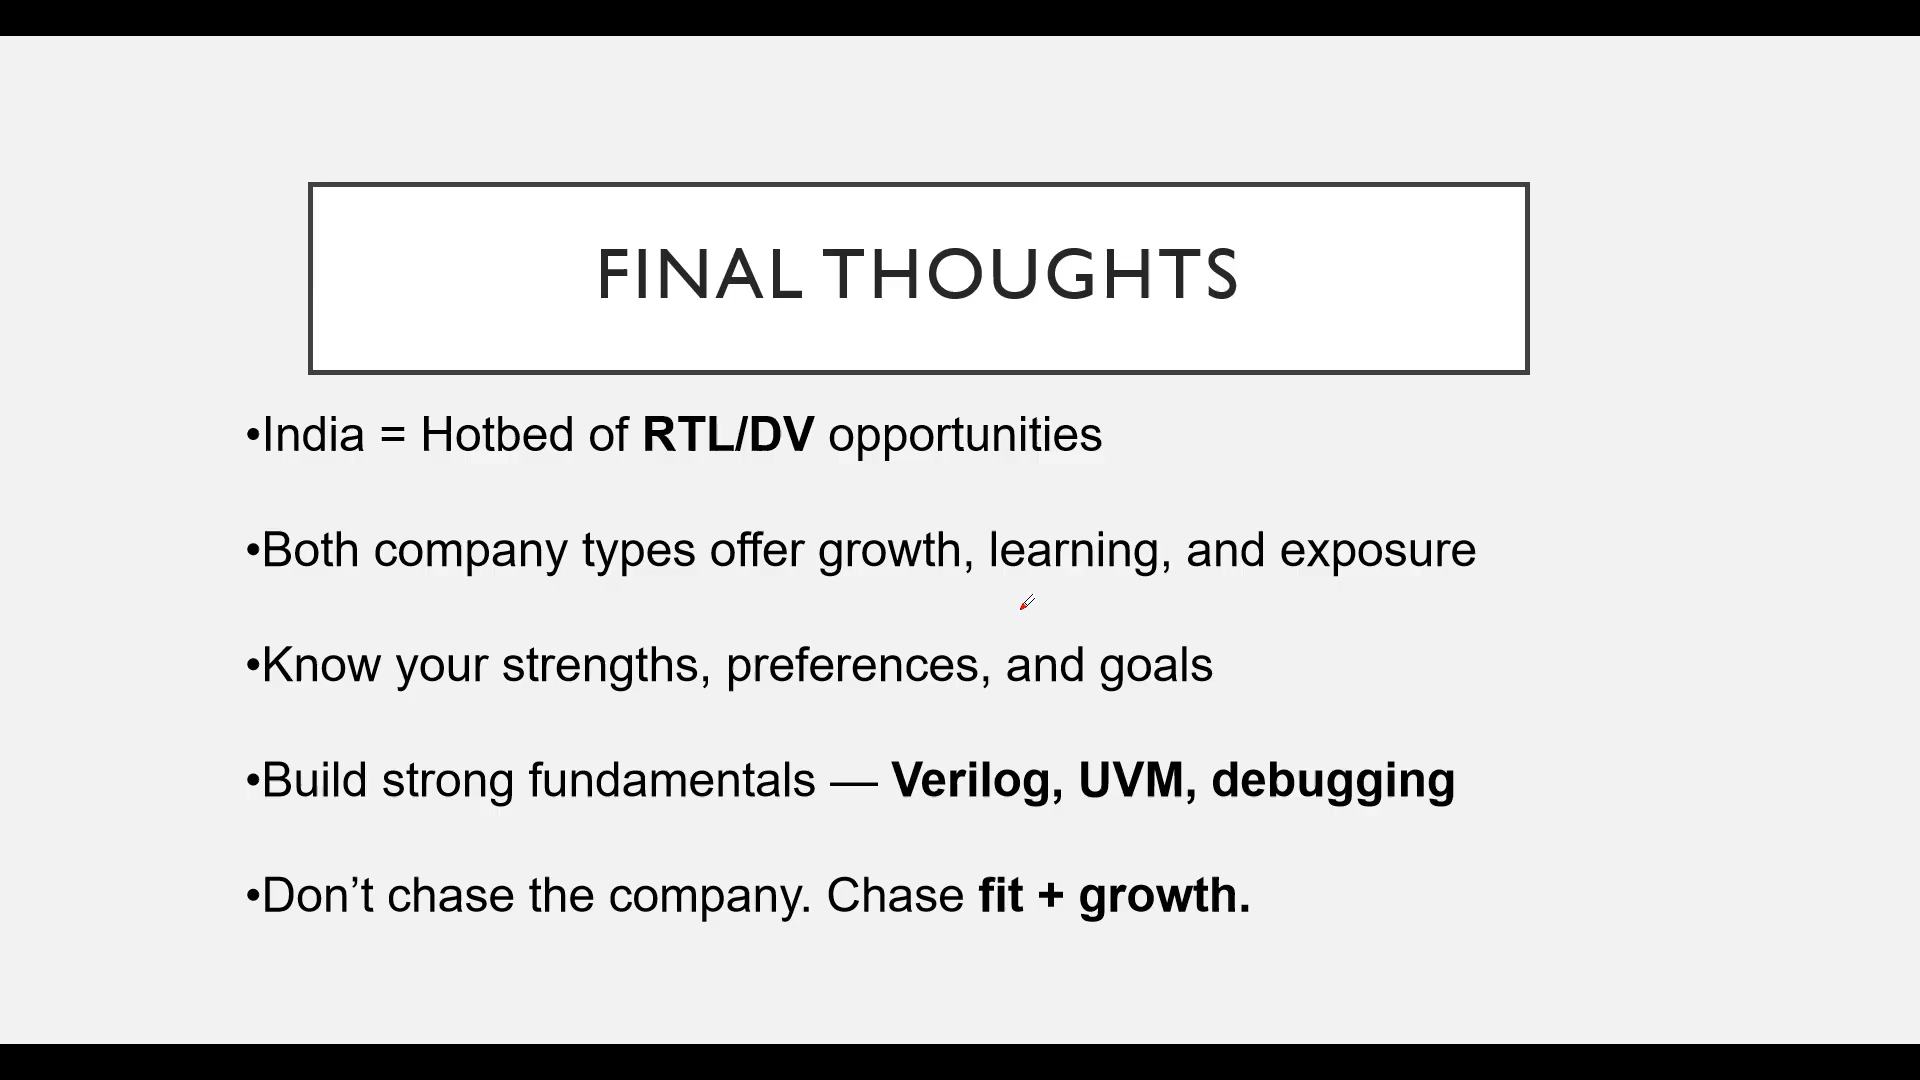 FINAL THOUGHTS
•India = Hotbed of RTL/DV opportunities
•Both company types offer growth, learning, and exposure
•Know your strengths, preferences, and goals
•Build strong fundamentals — Verilog, UVM, debugging
•Don’t chase the company. Chase fit + growth.